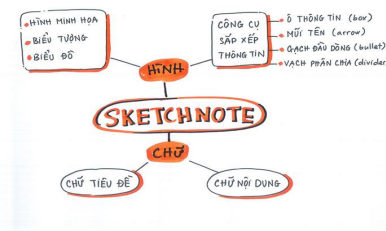 HÌNH MINH HỌA
BIỂU TƯỢNG
BIỂU ĐỒ
CÔNG CỤ
SẮP XẾP
THÔNG TIN
Ô THÔNG TIN (box)
MŨI TÊN (arrow)
GẠCH ĐẦU DÒNG (bullet)
VẠCH PHÂN CHIA (divider
HÌNH
SKETCHNOTE
CHỮ
CHỮ TIÊU ĐỀ
CHỮ NỘI DUNG